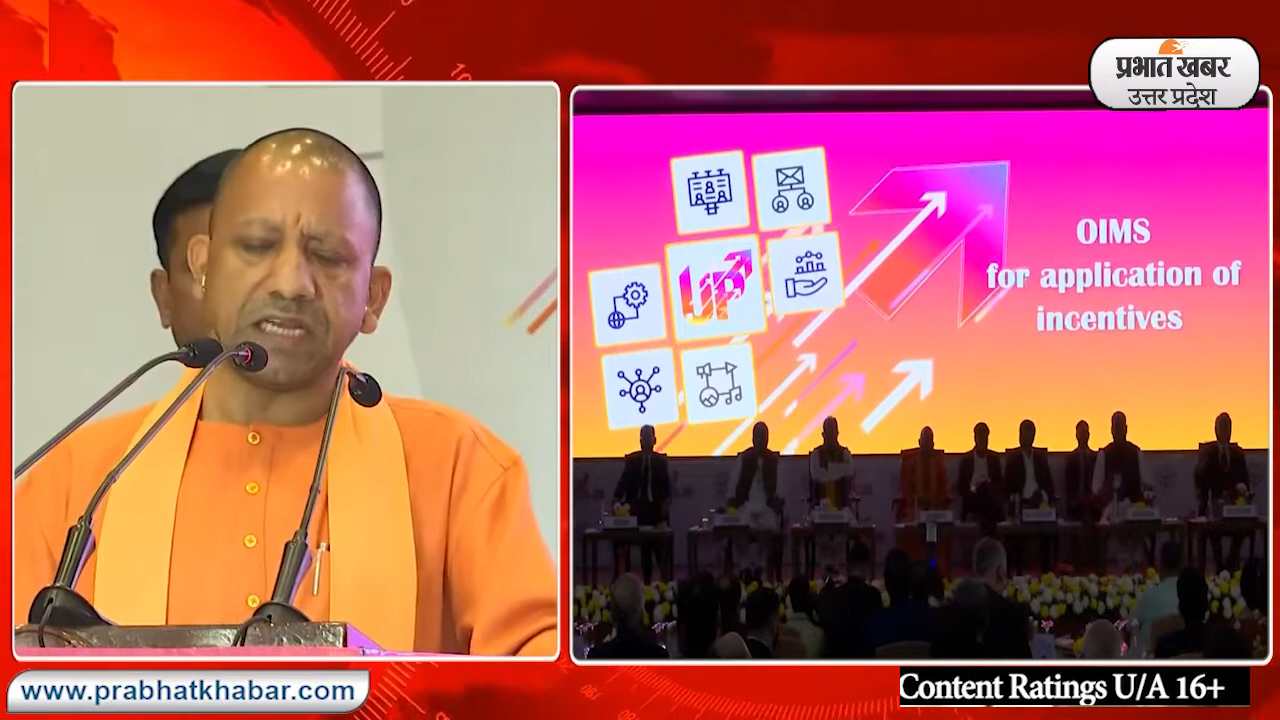 प्रभात खबर
उत्तर प्रदेश
OIMS
for application of
incentives
UP
www.prabhatkhabar.com
Content Ratings U/A 16+